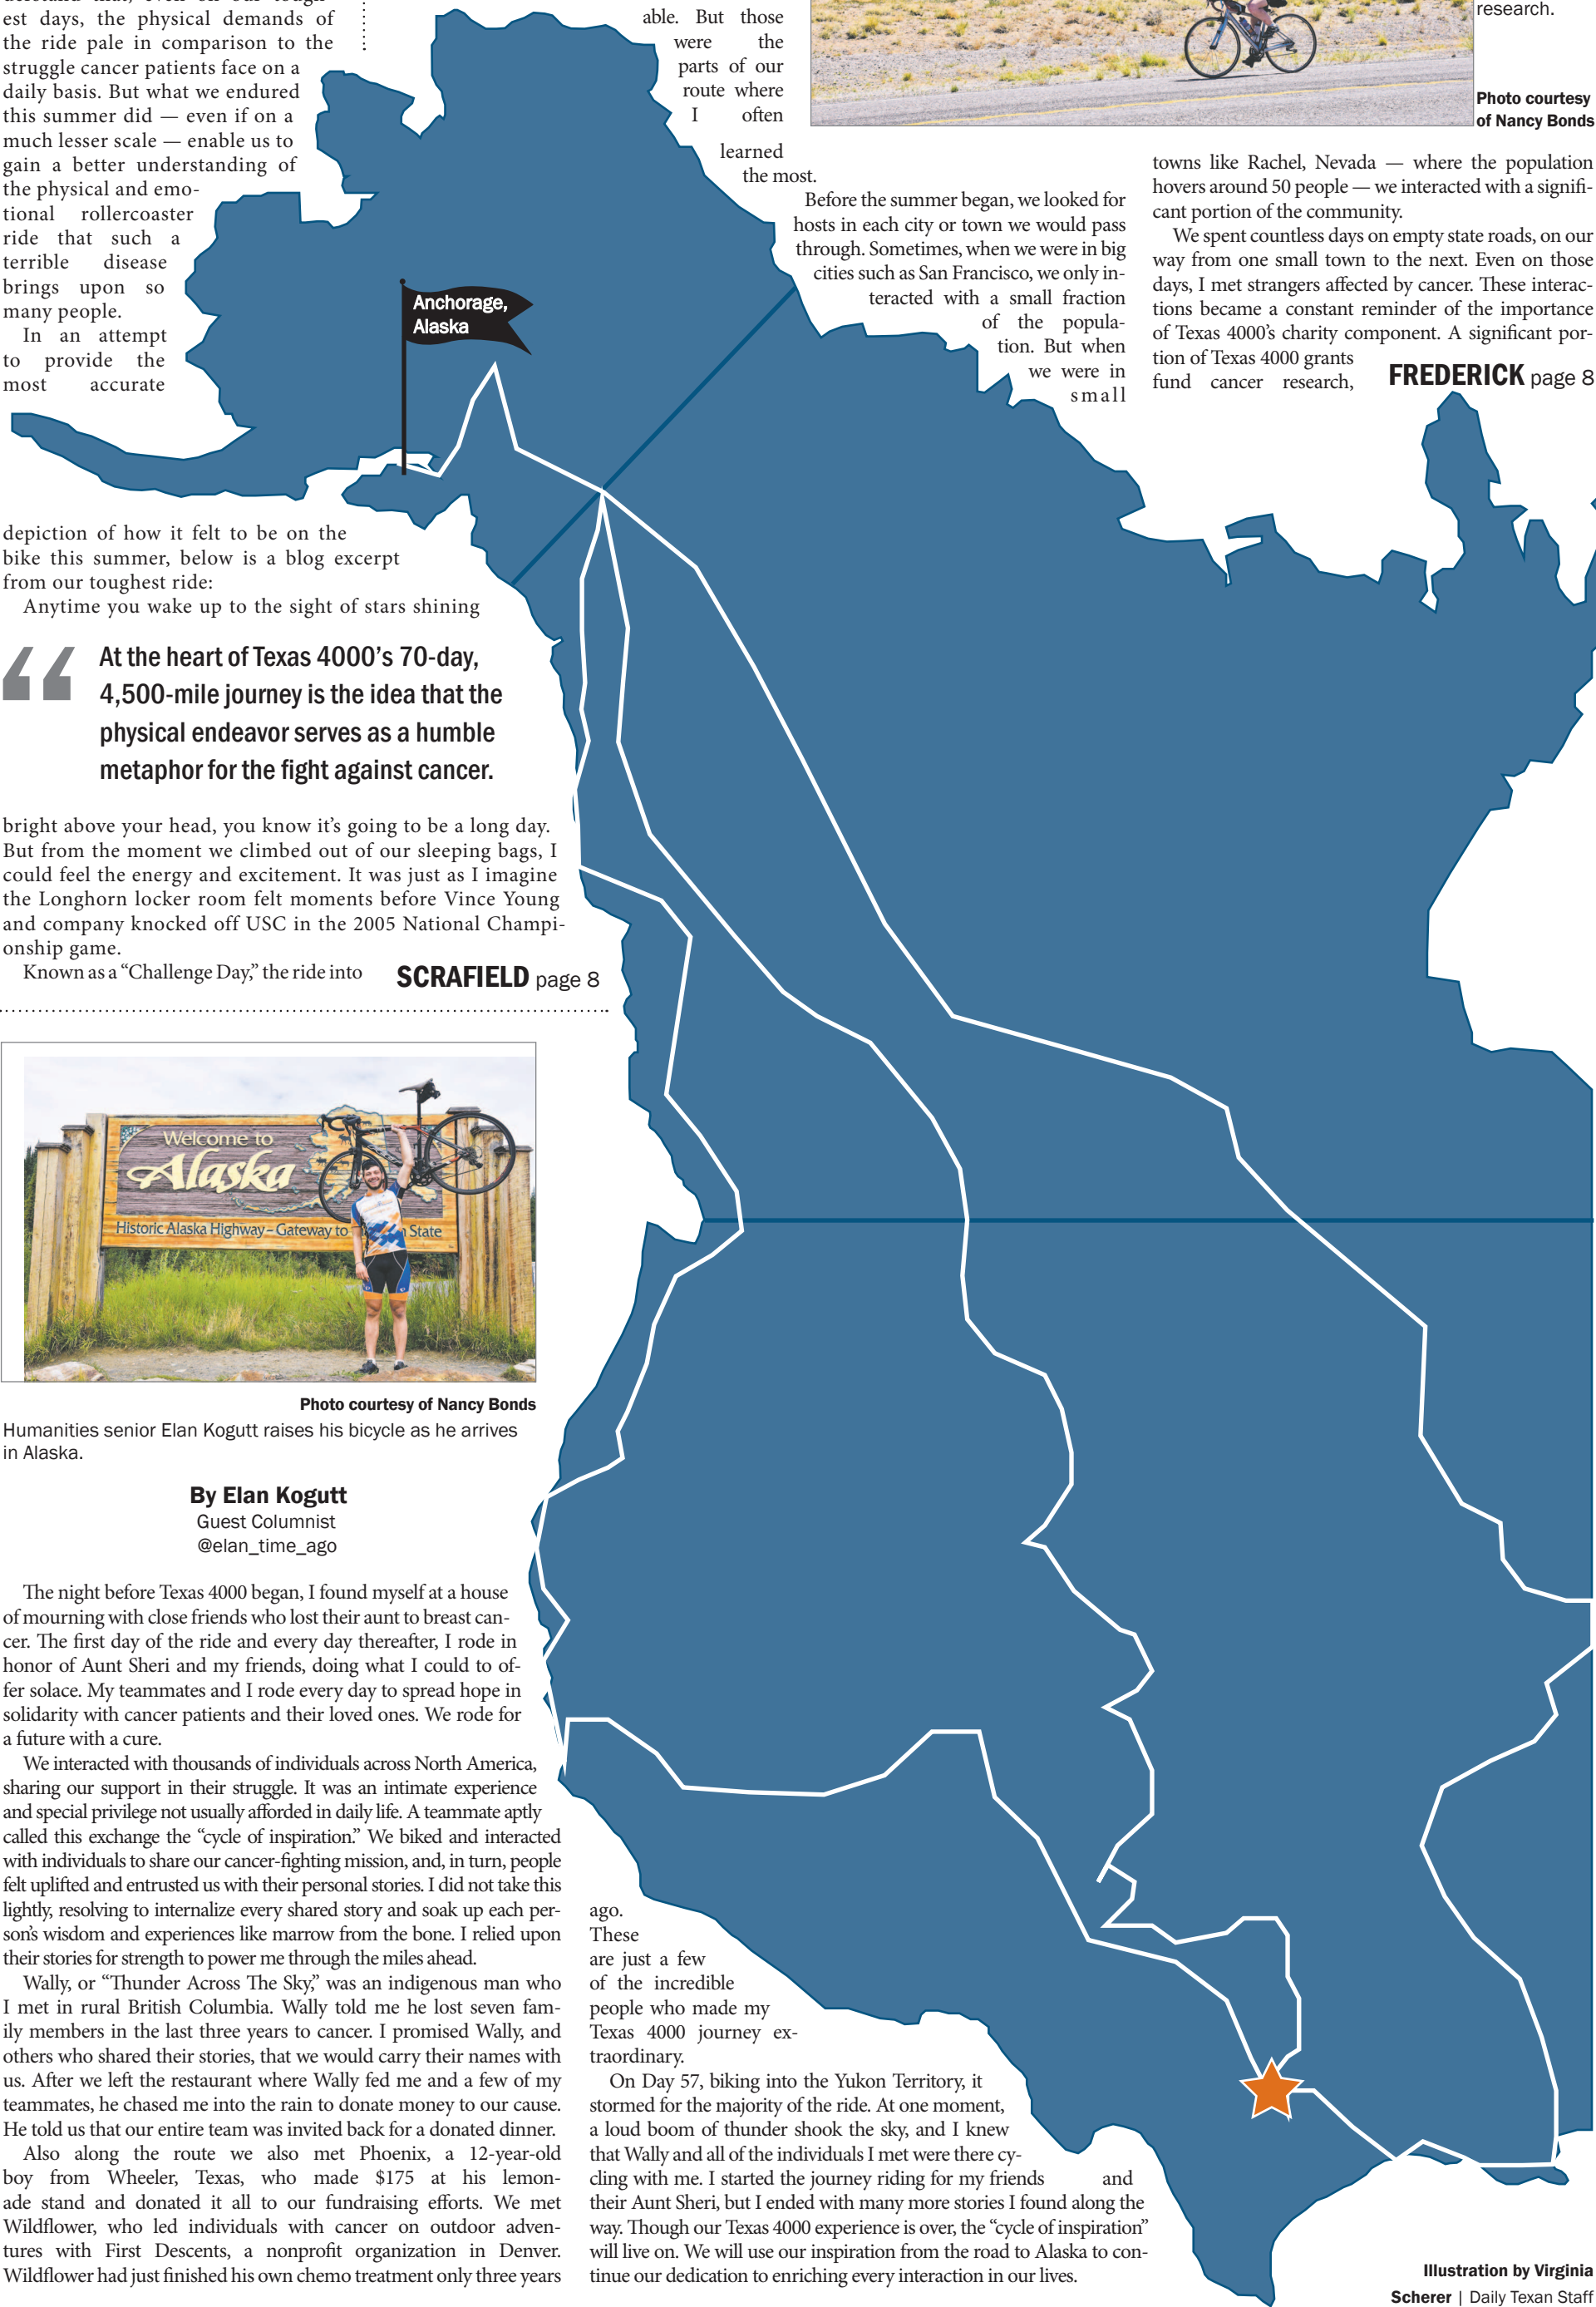 est days, the physical demands of
the ride pale in comparison to the
struggle cancer patients face on a
daily basis. But what we endured
this summer did — even if on a
much lesser scale — enable us to
gain a better understanding of
the physical and emo-
tional rollercoaster
ride that such a
terrible disease
brings upon so
many people.
In an attempt
to provide the
most accurate
depiction of how it felt to be on the
bike this summer, below is a blog excerpt
from our toughest ride:
Anytime you wake up to the sight of stars shining
“ At the heart of Texas 4000’s 70-day,
4,500-mile journey is the idea that the
physical endeavor serves as a humble
metaphor for the fight against cancer.
bright above your head, you know it’s going to be a long day.
But from the moment we climbed out of our sleeping bags, I
could feel the energy and excitement. It was just as I imagine
the Longhorn locker room felt moments before Vince Young
and company knocked off USC in the 2005 National Champi-
onship game.
Known as a “Challenge Day,” the ride into
SCRAFIELD page 8
able. But those
were the
parts of our
route where
I often
learned
the most.
Before the summer began, we looked for
hosts in each city or town we would pass
through. Sometimes, when we were in big
cities such as San Francisco, we only in-
teracted with a small fraction
of the popula-
tion. But when
we were in
small
research.
Photo courtesy
of Nancy Bonds
towns like Rachel, Nevada — where the population
hovers around 50 people — we interacted with a signifi-
cant portion of the community.
We spent countless days on empty state roads, on our
way from one small town to the next. Even on those
days, I met strangers affected by cancer. These interac-
tions became a constant reminder of the importance
of Texas 4000’s charity component. A significant por-
tion of Texas 4000 grants
fund cancer research,
FREDERICK page 8
Anchorage,
Alaska
Welcome to
Alaska
Historic Alaska Highway – Gateway to State
Photo courtesy of Nancy Bonds
Humanities senior Elan Kogutt raises his bicycle as he arrives
in Alaska.
By Elan Kogutt
Guest Columnist
@elan_time_ago
The night before Texas 4000 began, I found myself at a house
of mourning with close friends who lost their aunt to breast can-
cer. The first day of the ride and every day thereafter, I rode in
honor of Aunt Sheri and my friends, doing what I could to of-
fer solace. My teammates and I rode every day to spread hope in
solidarity with cancer patients and their loved ones. We rode for
a future with a cure.
We interacted with thousands of individuals across North America,
sharing our support in their struggle. It was an intimate experience
and special privilege not usually afforded in daily life. A teammate aptly
called this exchange the “cycle of inspiration.” We biked and interacted
with individuals to share our cancer-fighting mission, and, in turn, people
felt uplifted and entrusted us with their personal stories. I did not take this
lightly, resolving to internalize every shared story and soak up each per-
son’s wisdom and experiences like marrow from the bone. I relied upon
their stories for strength to power me through the miles ahead.
Wally, or “Thunder Across The Sky,” was an indigenous man who
I met in rural British Columbia. Wally told me he lost seven fam-
ily members in the last three years to cancer. I promised Wally, and
others who shared their stories, that we would carry their names with
us. After we left the restaurant where Wally fed me and a few of my
teammates, he chased me into the rain to donate money to our cause.
He told us that our entire team was invited back for a donated dinner.
Also along the route we also met Phoenix, a 12-year-old
boy from Wheeler, Texas, who made $175 at his lemon-
ade stand and donated it all to our fundraising efforts. We met
Wildflower, who led individuals with cancer on outdoor adven-
tures with First Descents, a nonprofit organization in Denver.
Wildflower had just finished his own chemo treatment only three years
ago.
These
are just a few
of the incredible
people who made my
Texas 4000 journey ex-
traordinary.
On Day 57, biking into the Yukon Territory, it
stormed for the majority of the ride. At one moment,
a loud boom of thunder shook the sky, and I knew
that Wally and all of the individuals I met were there cy-
cling with me. I started the journey riding for my friends and
their Aunt Sheri, but I ended with many more stories I found along the
way. Though our Texas 4000 experience is over, the “cycle of inspiration”
will live on. We will use our inspiration from the road to Alaska to con-
tinue our dedication to enriching every interaction in our lives.
Illustration by Virginia
Scherer | Daily Texan Staff